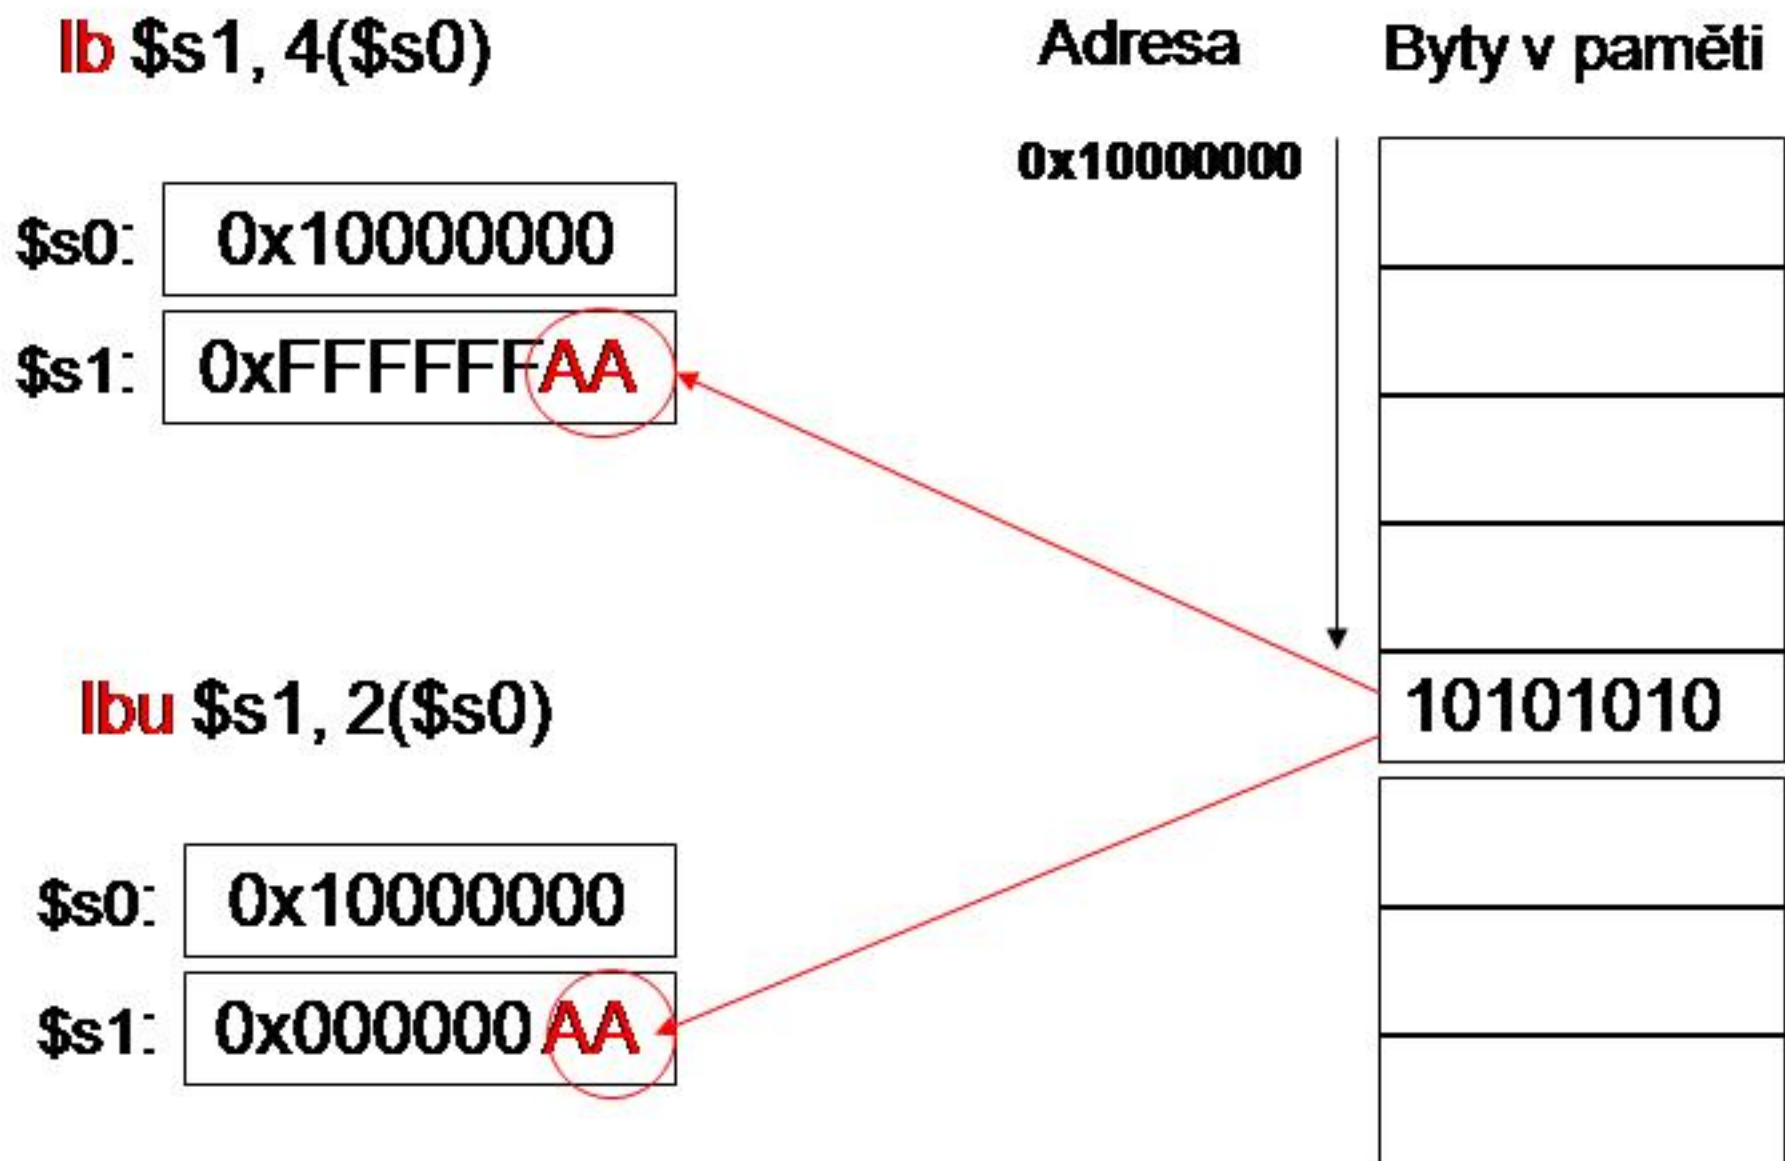 lb $s1, 4($s0)
Adresa
Byty v paměti
0x10000000
$s0: 0x10000000
$s1: 0xFFFFFFAA
10101010
lbu $s1, 2($s0)
$s0: 0x10000000
$s1: 0x000000AA